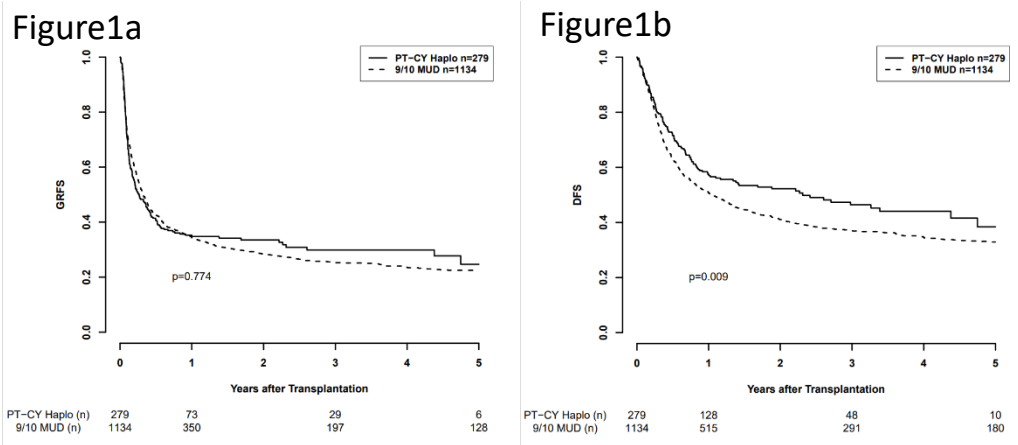 Figure1a
PT-CY Haplo n=279
9/10 MUD n=1134
GRFS
1.0
0.8
0.6
0.4
0.2
0.0
p=0.774
0 1 2 3 4 5
Years after Transplantation
PT-CY Haplo (n) 279 73 29 6
9/10 MUD (n) 1134 350 197 128
Figure1b
PT-CY Haplo n=279
9/10 MUD n=1134
DFS
1.0
0.8
0.6
0.4
0.2
0.0
p=0.009
0 1 2 3 4 5
Years after Transplantation
PT-CY Haplo (n) 279 128 48 10
9/10 MUD (n) 1134 515 291 180